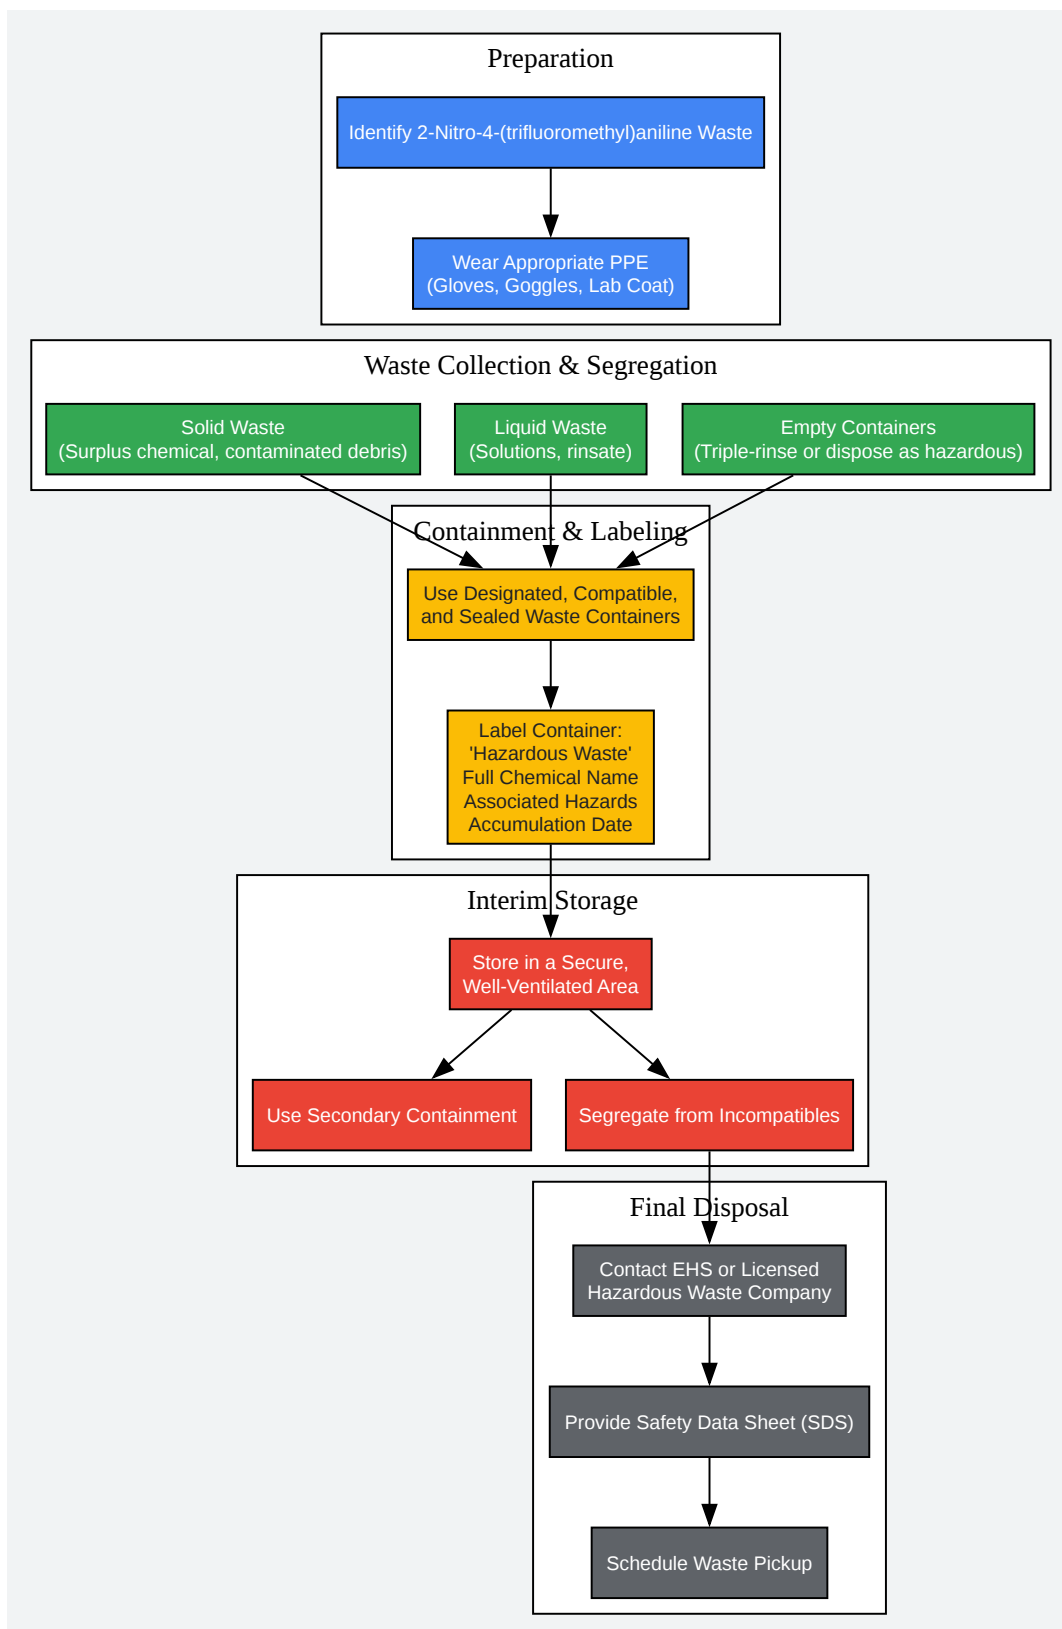 Preparation
Identify 2-Nitro-4-(trifluoromethyl)aniline Waste
Wear Appropriate PPE
(Gloves, Goggles, Lab Coat)
Waste Collection & Segregation
Solid Waste
(Surplus chemical, contaminated debris)
Liquid Waste
(Solutions, rinsate)
Empty Containers
(Triple-rinse or dispose as hazardous)
Containment & Labeling
Use Designated, Compatible,
and Sealed Waste Containers
Label Container:
'Hazardous Waste'
Full Chemical Name
Associated Hazards
Accumulation Date
Interim Storage
Store in a Secure,
Well-Ventilated Area
Use Secondary Containment
Segregate from Incompatibles
Final Disposal
Contact EHS or Licensed
Hazardous Waste Company
Provide Safety Data Sheet (SDS)
Schedule Waste Pickup